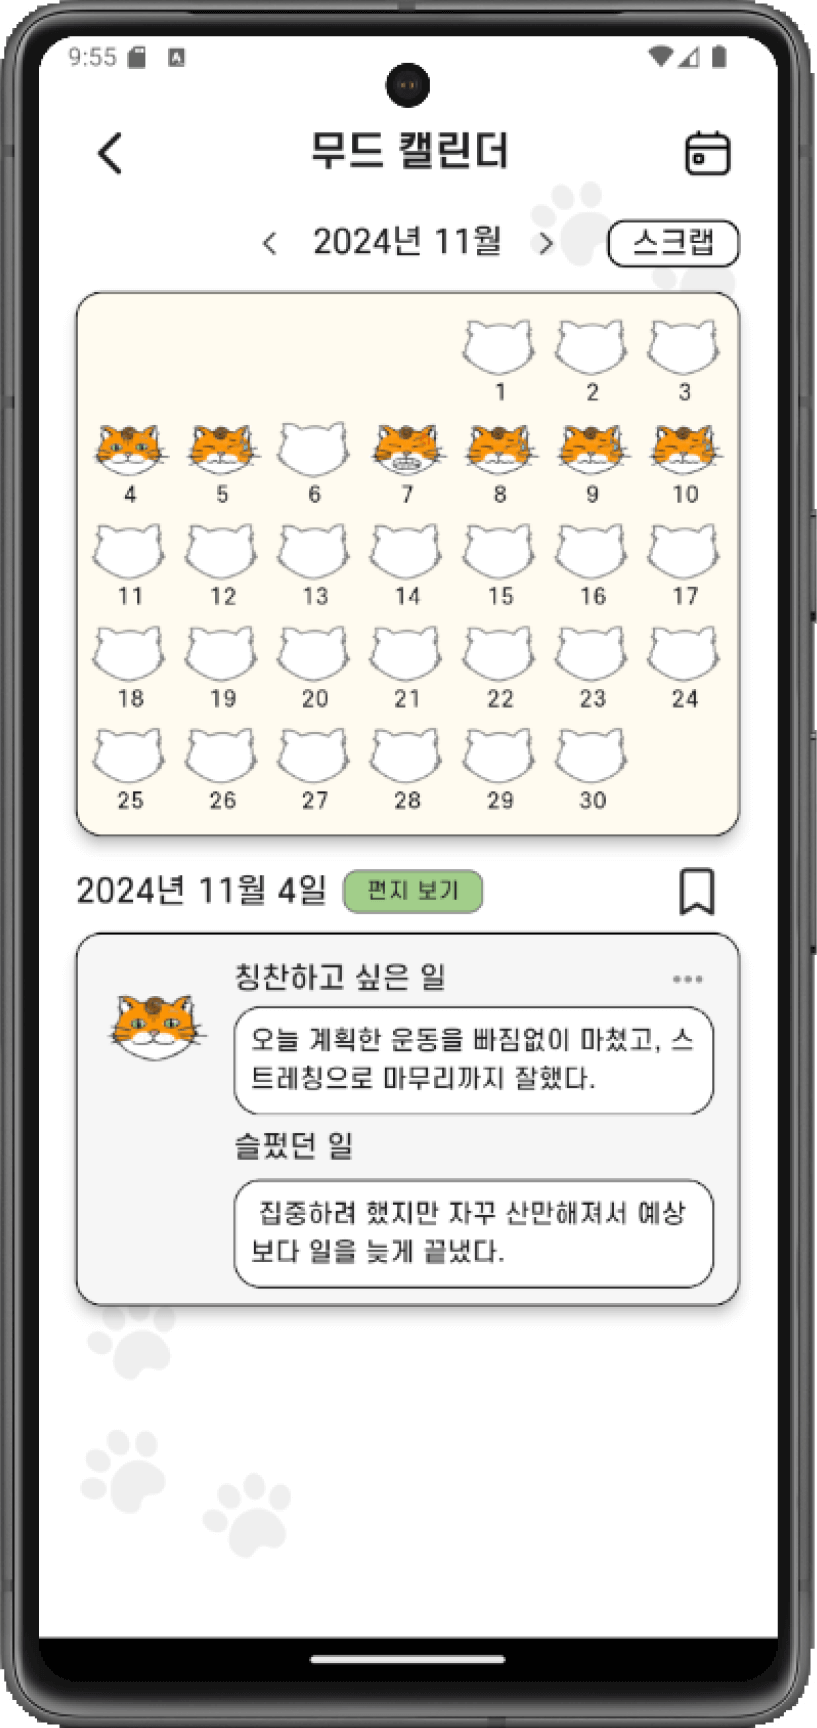 9:55
무드 캘린더
2024년 11월
스크랩
1 2 3
4 5 6 7 8 9 10
11 12 13 14 15 16 17
18 19 20 21 22 23 24
25 26 27 28 29 30
2024년 11월 4일 편지 보기
칭찬하고 싶은 일
오늘 계획한 운동을 빠짐없이 마쳤고, 스
트레칭으로 마무리까지 잘했다.
슬펐던 일
집중하려 했지만 자꾸 산만해져서 예상
보다 일을 늦게 끝냈다.